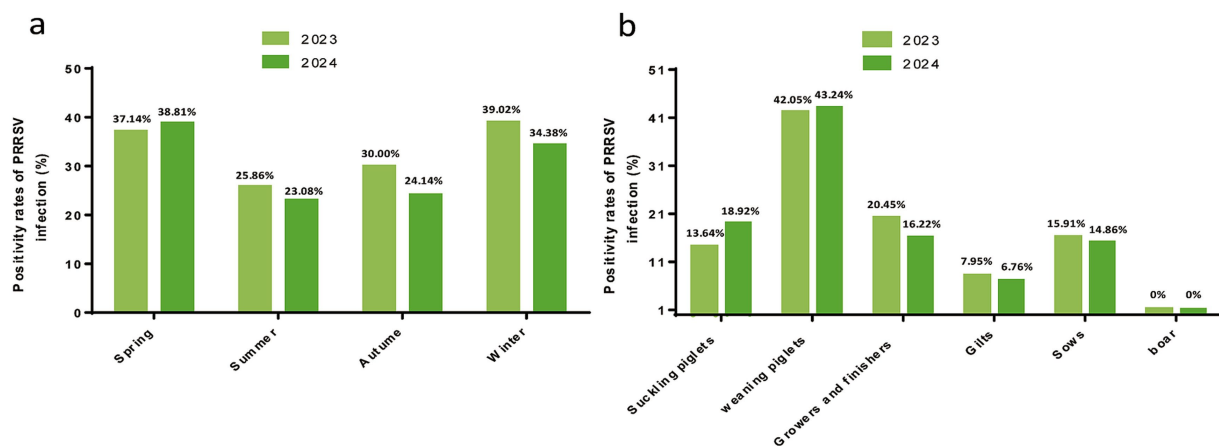 a
2023
2024
Positivity rates of PRRSV
infection (%)
50
40
30
20
10
0
37.14%
38.81%
25.86%
23.08%
30.00%
24.14%
39.02%
34.38%
Spring
Summer
Autume
Winter
b
2023
2024
Positivity rates of PRRSV
infection (%)
51
41
31
21
11
1
13.64%
18.92%
42.05%
43.24%
20.45%
16.22%
7.95%
6.76%
15.91%
14.86%
0%
0%
Suckling piglets
weaning piglets
Growers and finishers
Gilts
Sows
boar